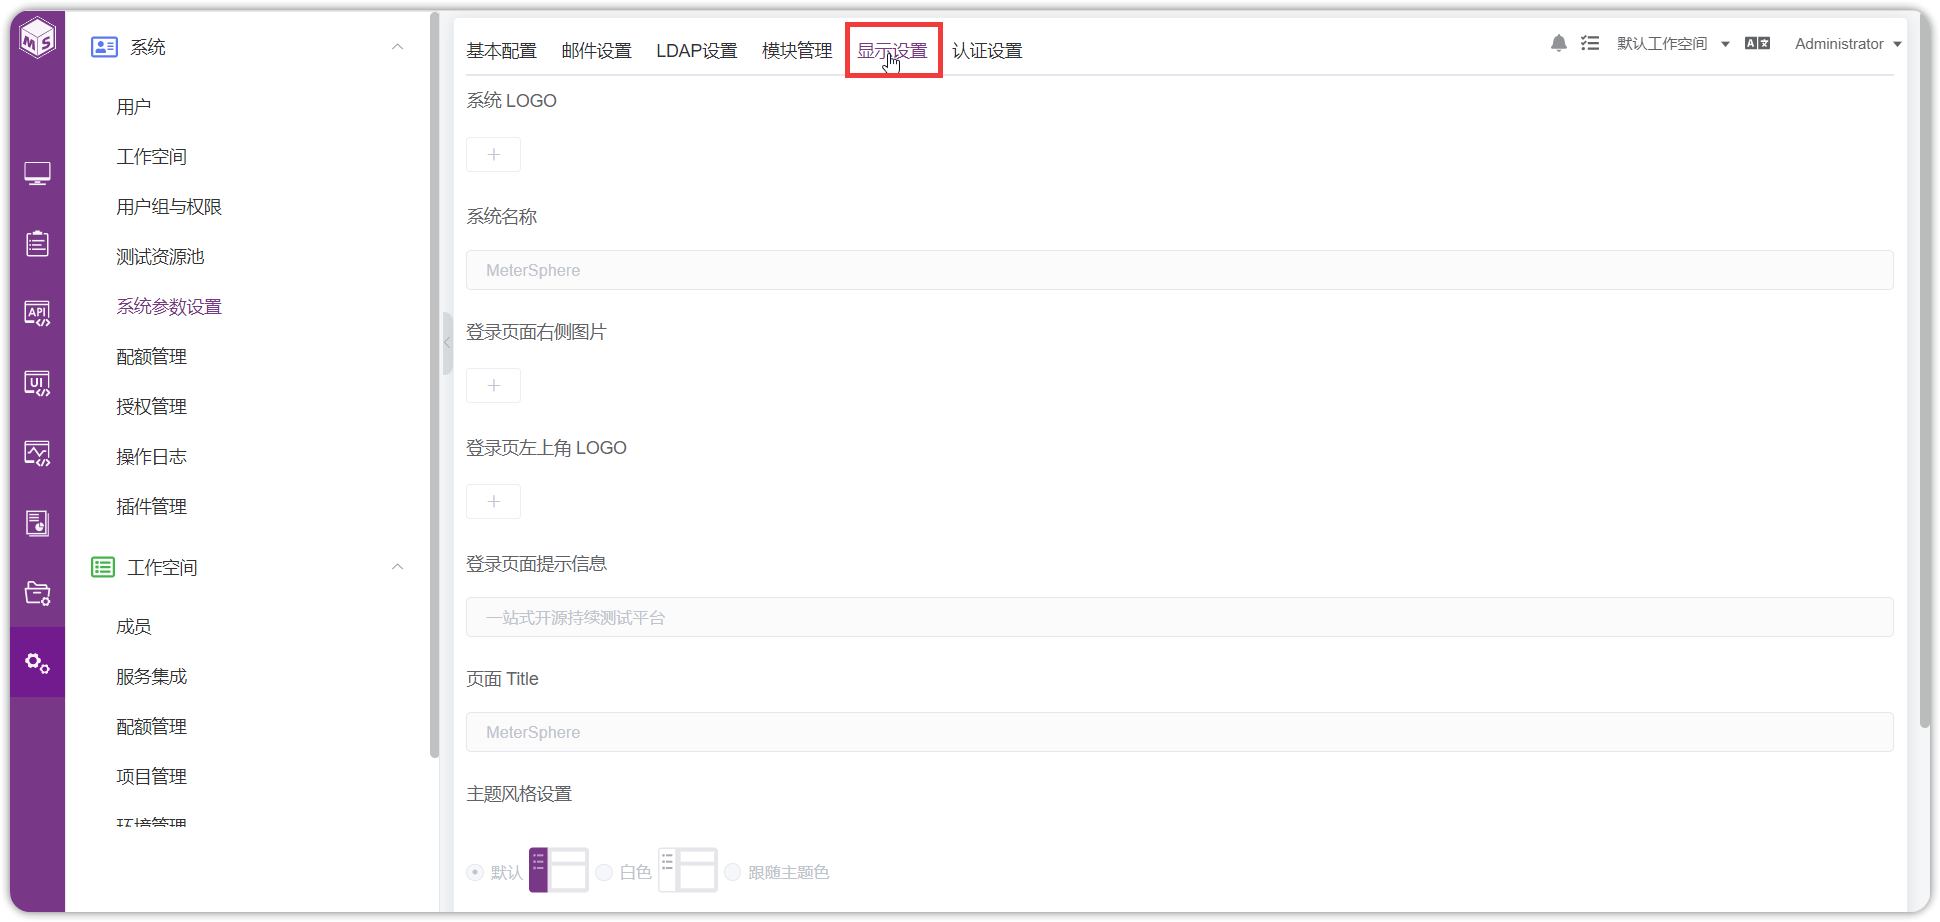 MS
系统
用户
工作空间
用户组与权限
测试资源池
系统参数设置
配额管理
授权管理
操作日志
插件管理
工作空间
成员
服务集成
配额管理
项目管理
环境管理
API
UI
基本配置 邮件设置 LDAP设置 模块管理 显示设置 认证设置
默认工作空间 Administrator
系统 LOGO
系统名称
MeterSphere
登录页面右侧图片
登录页左上角 LOGO
登录页面提示信息
一站式开源持续测试平台
页面 Title
MeterSphere
主题风格设置
默认 白色 跟随主题色